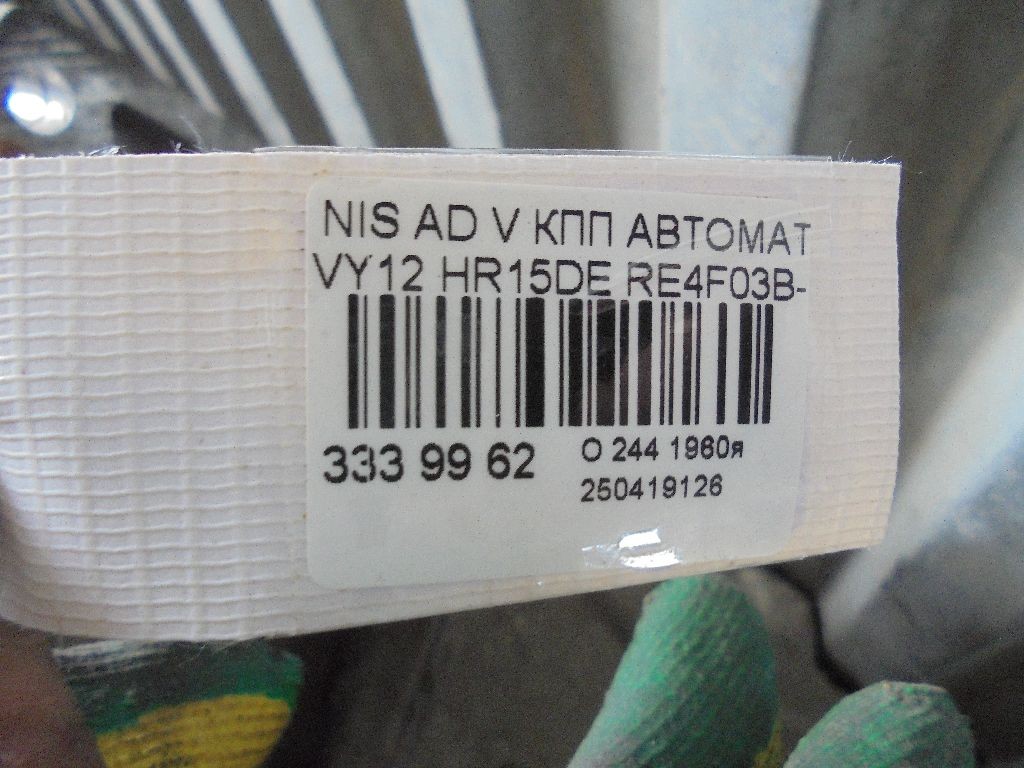 NIS AD V КПП АВТОМАТ
VY12 HR15DE RE4F03B-
333 99 62
О 244 1960я
250419126